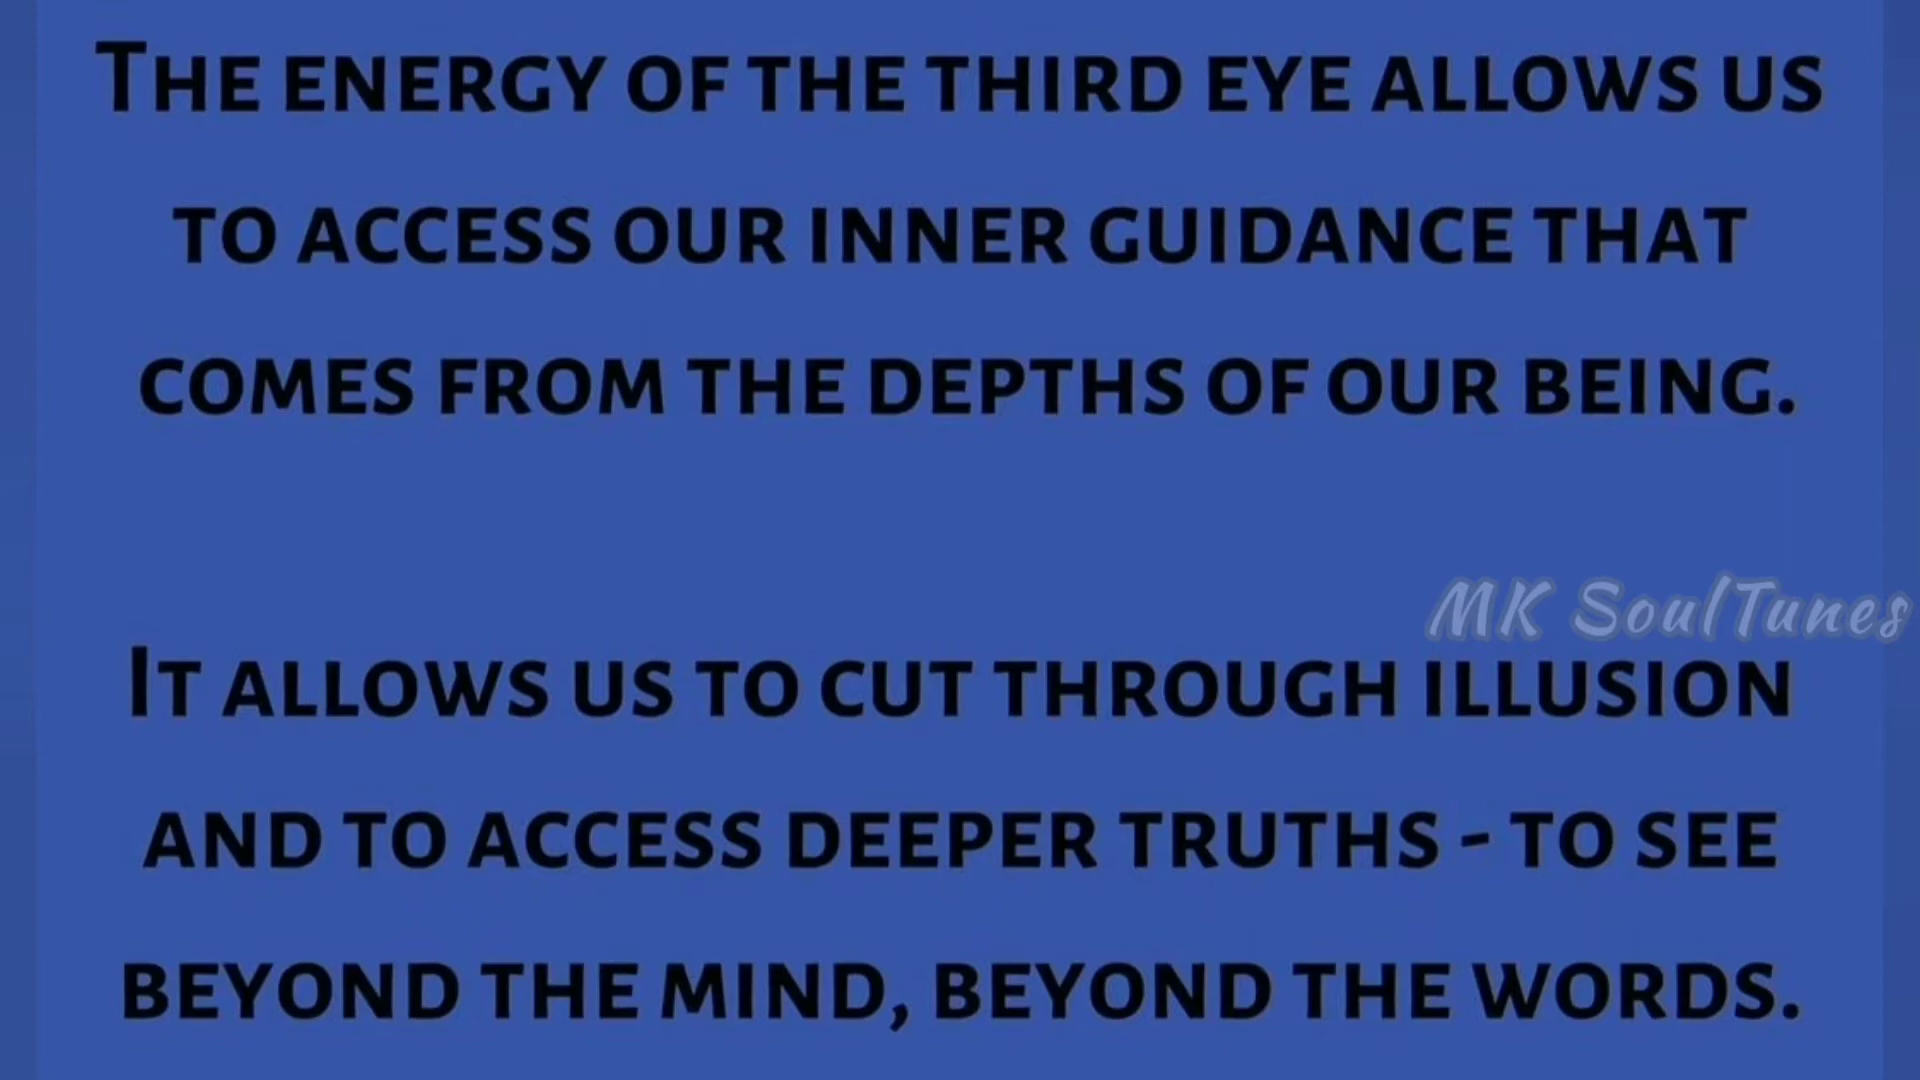 The energy of the third eye allows us
to access our inner guidance that
comes from the depths of our being.
MK SoulTunes
It allows us to cut through illusion
and to access deeper truths - to see
beyond the mind, beyond the words.